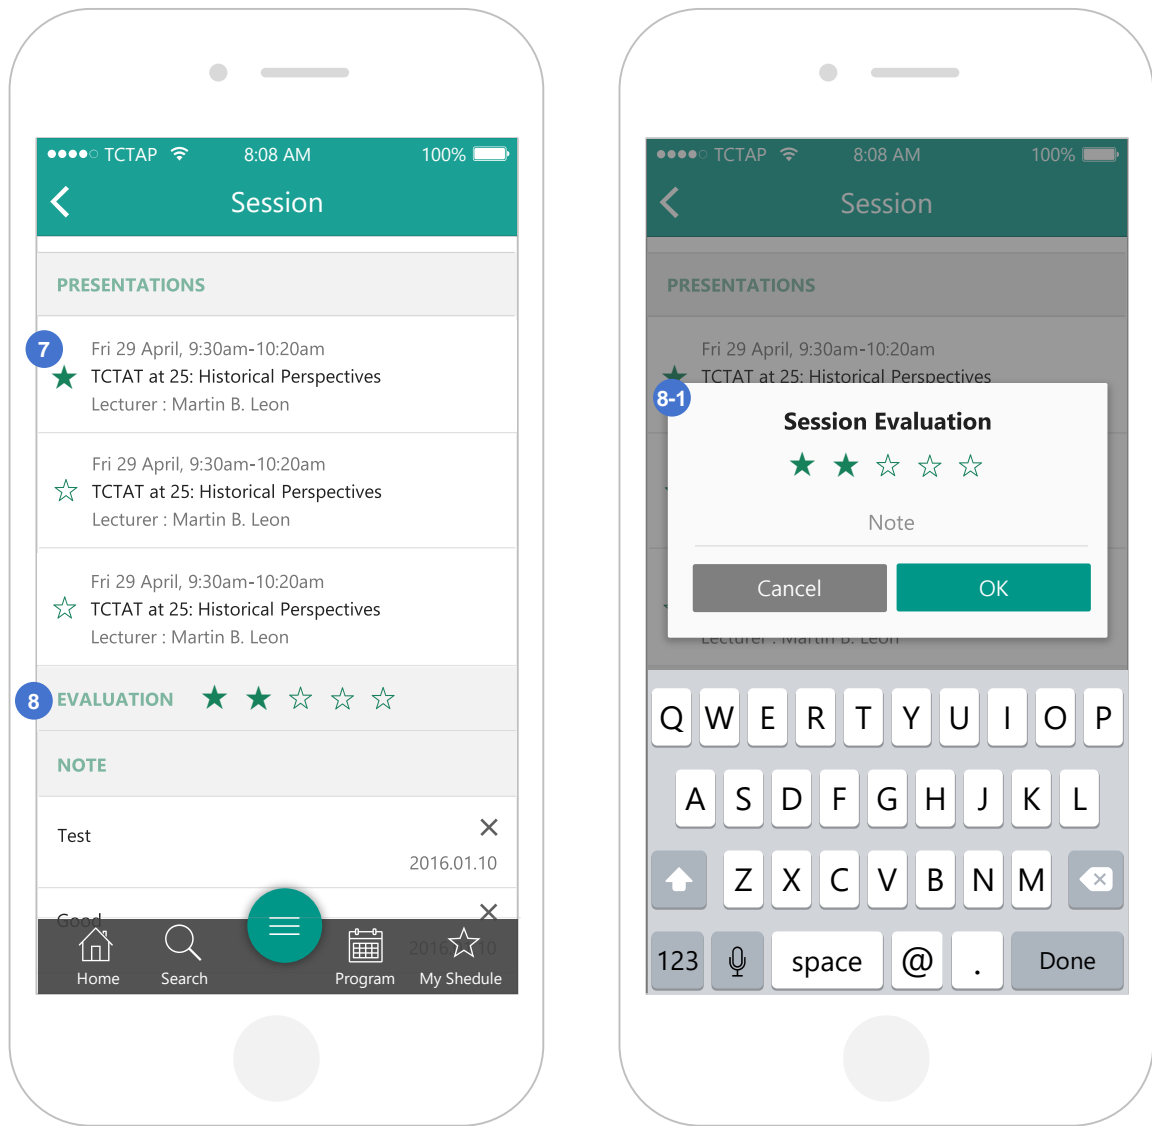 TCTAP 8:08 AM 100%
Session
PRESENTATIONS
7
Fri 29 April, 9:30am-10:20am
TCTAT at 25: Historical Perspectives
Lecturer : Martin B. Leon
Fri 29 April, 9:30am-10:20am
TCTAT at 25: Historical Perspectives
Lecturer : Martin B. Leon
Fri 29 April, 9:30am-10:20am
TCTAT at 25: Historical Perspectives
Lecturer : Martin B. Leon
8
EVALUATION
NOTE
Test
2016.01.10
Good
2016 10
Home Search Program My Shedule
TCTAP 8:08 AM 100%
Session
PRESENTATIONS
Fri 29 April, 9:30am-10:20am
TCTAT at 25: Historical Perspectives
8-1
Session Evaluation
Note
Cancel OK
Lecturer : Martin B. Leon
Q W E R T Y U I O P
A S D F G H J K L
Z X C V B N M
123 space @ . Done